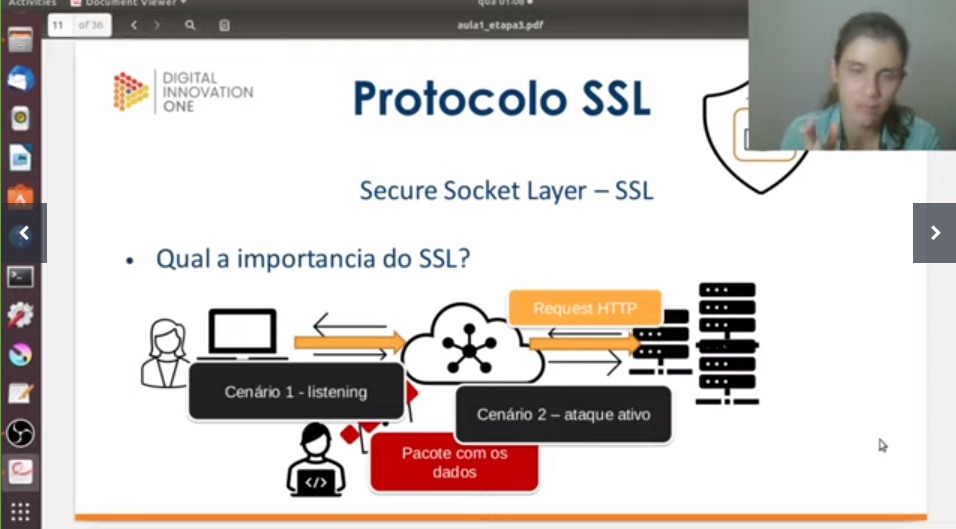 Activities
Document Viewer
qua 01:08
11 of 36
aula1_etapa3.pdf
DIGITAL
INNOVATION
ONE
Protocolo SSL
Secure Socket Layer – SSL
• Qual a importancia do SSL?
Request HTTP
Cenário 1 - listening
Cenário 2 – ataque ativo
Pacote com os
dados